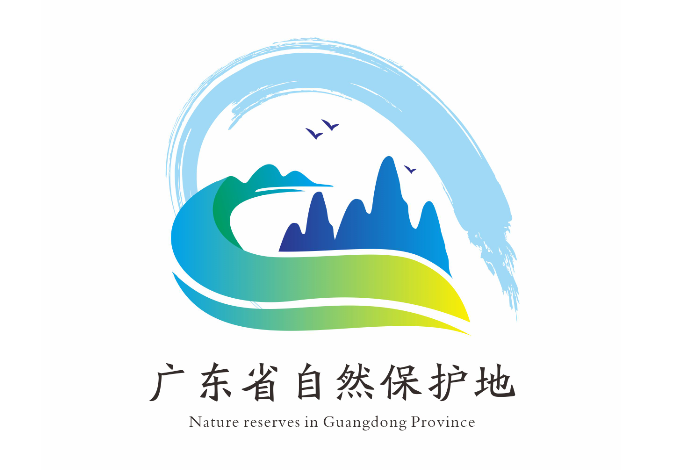 广东省自然保护地
Nature reserves in Guangdong Province